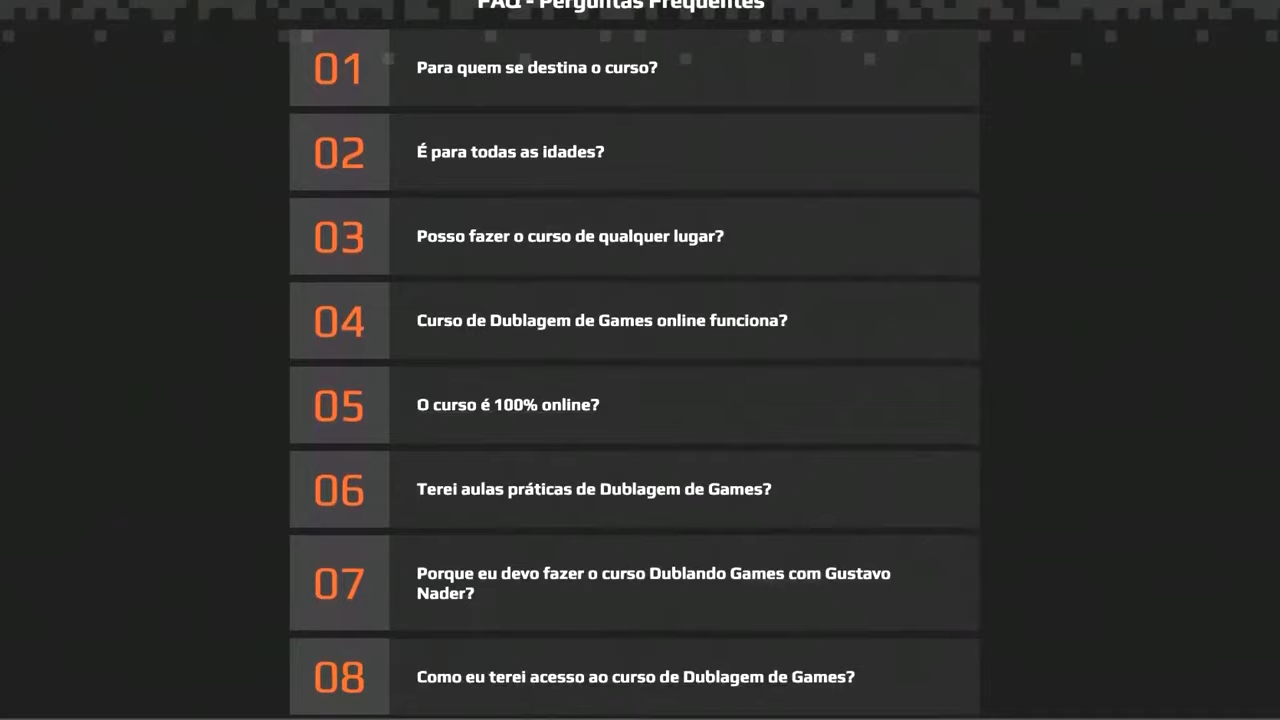 FAQ - Perguntas Frequentes
01
Para quem se destina o curso?
02
É para todas as idades?
03
Posso fazer o curso de qualquer lugar?
04
Curso de Dublagem de Games online funciona?
05
O curso é 100% online?
06
Terei aulas práticas de Dublagem de Games?
07
Porque eu devo fazer o curso Dublando Games com Gustavo
Nader?
08
Como eu terei acesso ao curso de Dublagem de Games?